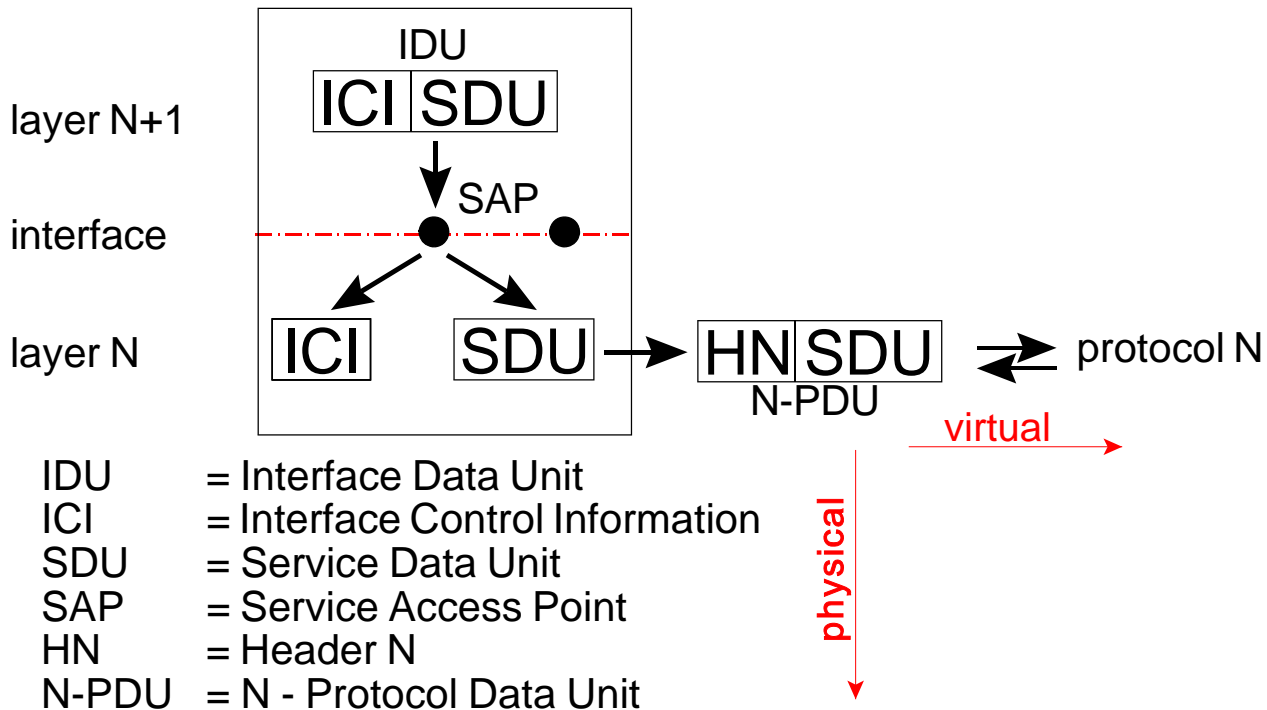 IDU
layer N+1
ICI SDU
SAP
interface
layer N
ICI
SDU
HN SDU
protocol N
N-PDU
virtual
physical
IDU = Interface Data Unit
ICI = Interface Control Information
SDU = Service Data Unit
SAP = Service Access Point
HN = Header N
N-PDU = N - Protocol Data Unit